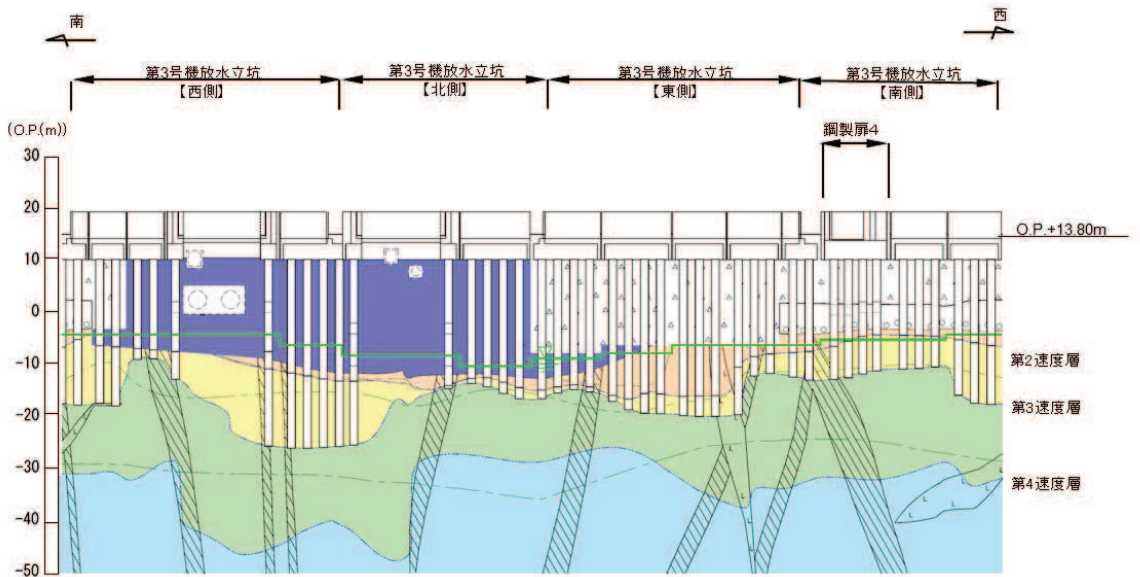 南
西
第3号機放水立坑
【西側】
第3号機放水立坑
【北側】
第3号機放水立坑
【東側】
第3号機放水立坑
【南側】
鋼製扉4
(O.P.(m))
30
20
10
0
-10
-20
-30
-40
-50
O.P.+13.80m
第2速度層
第3速度層
第4速度層